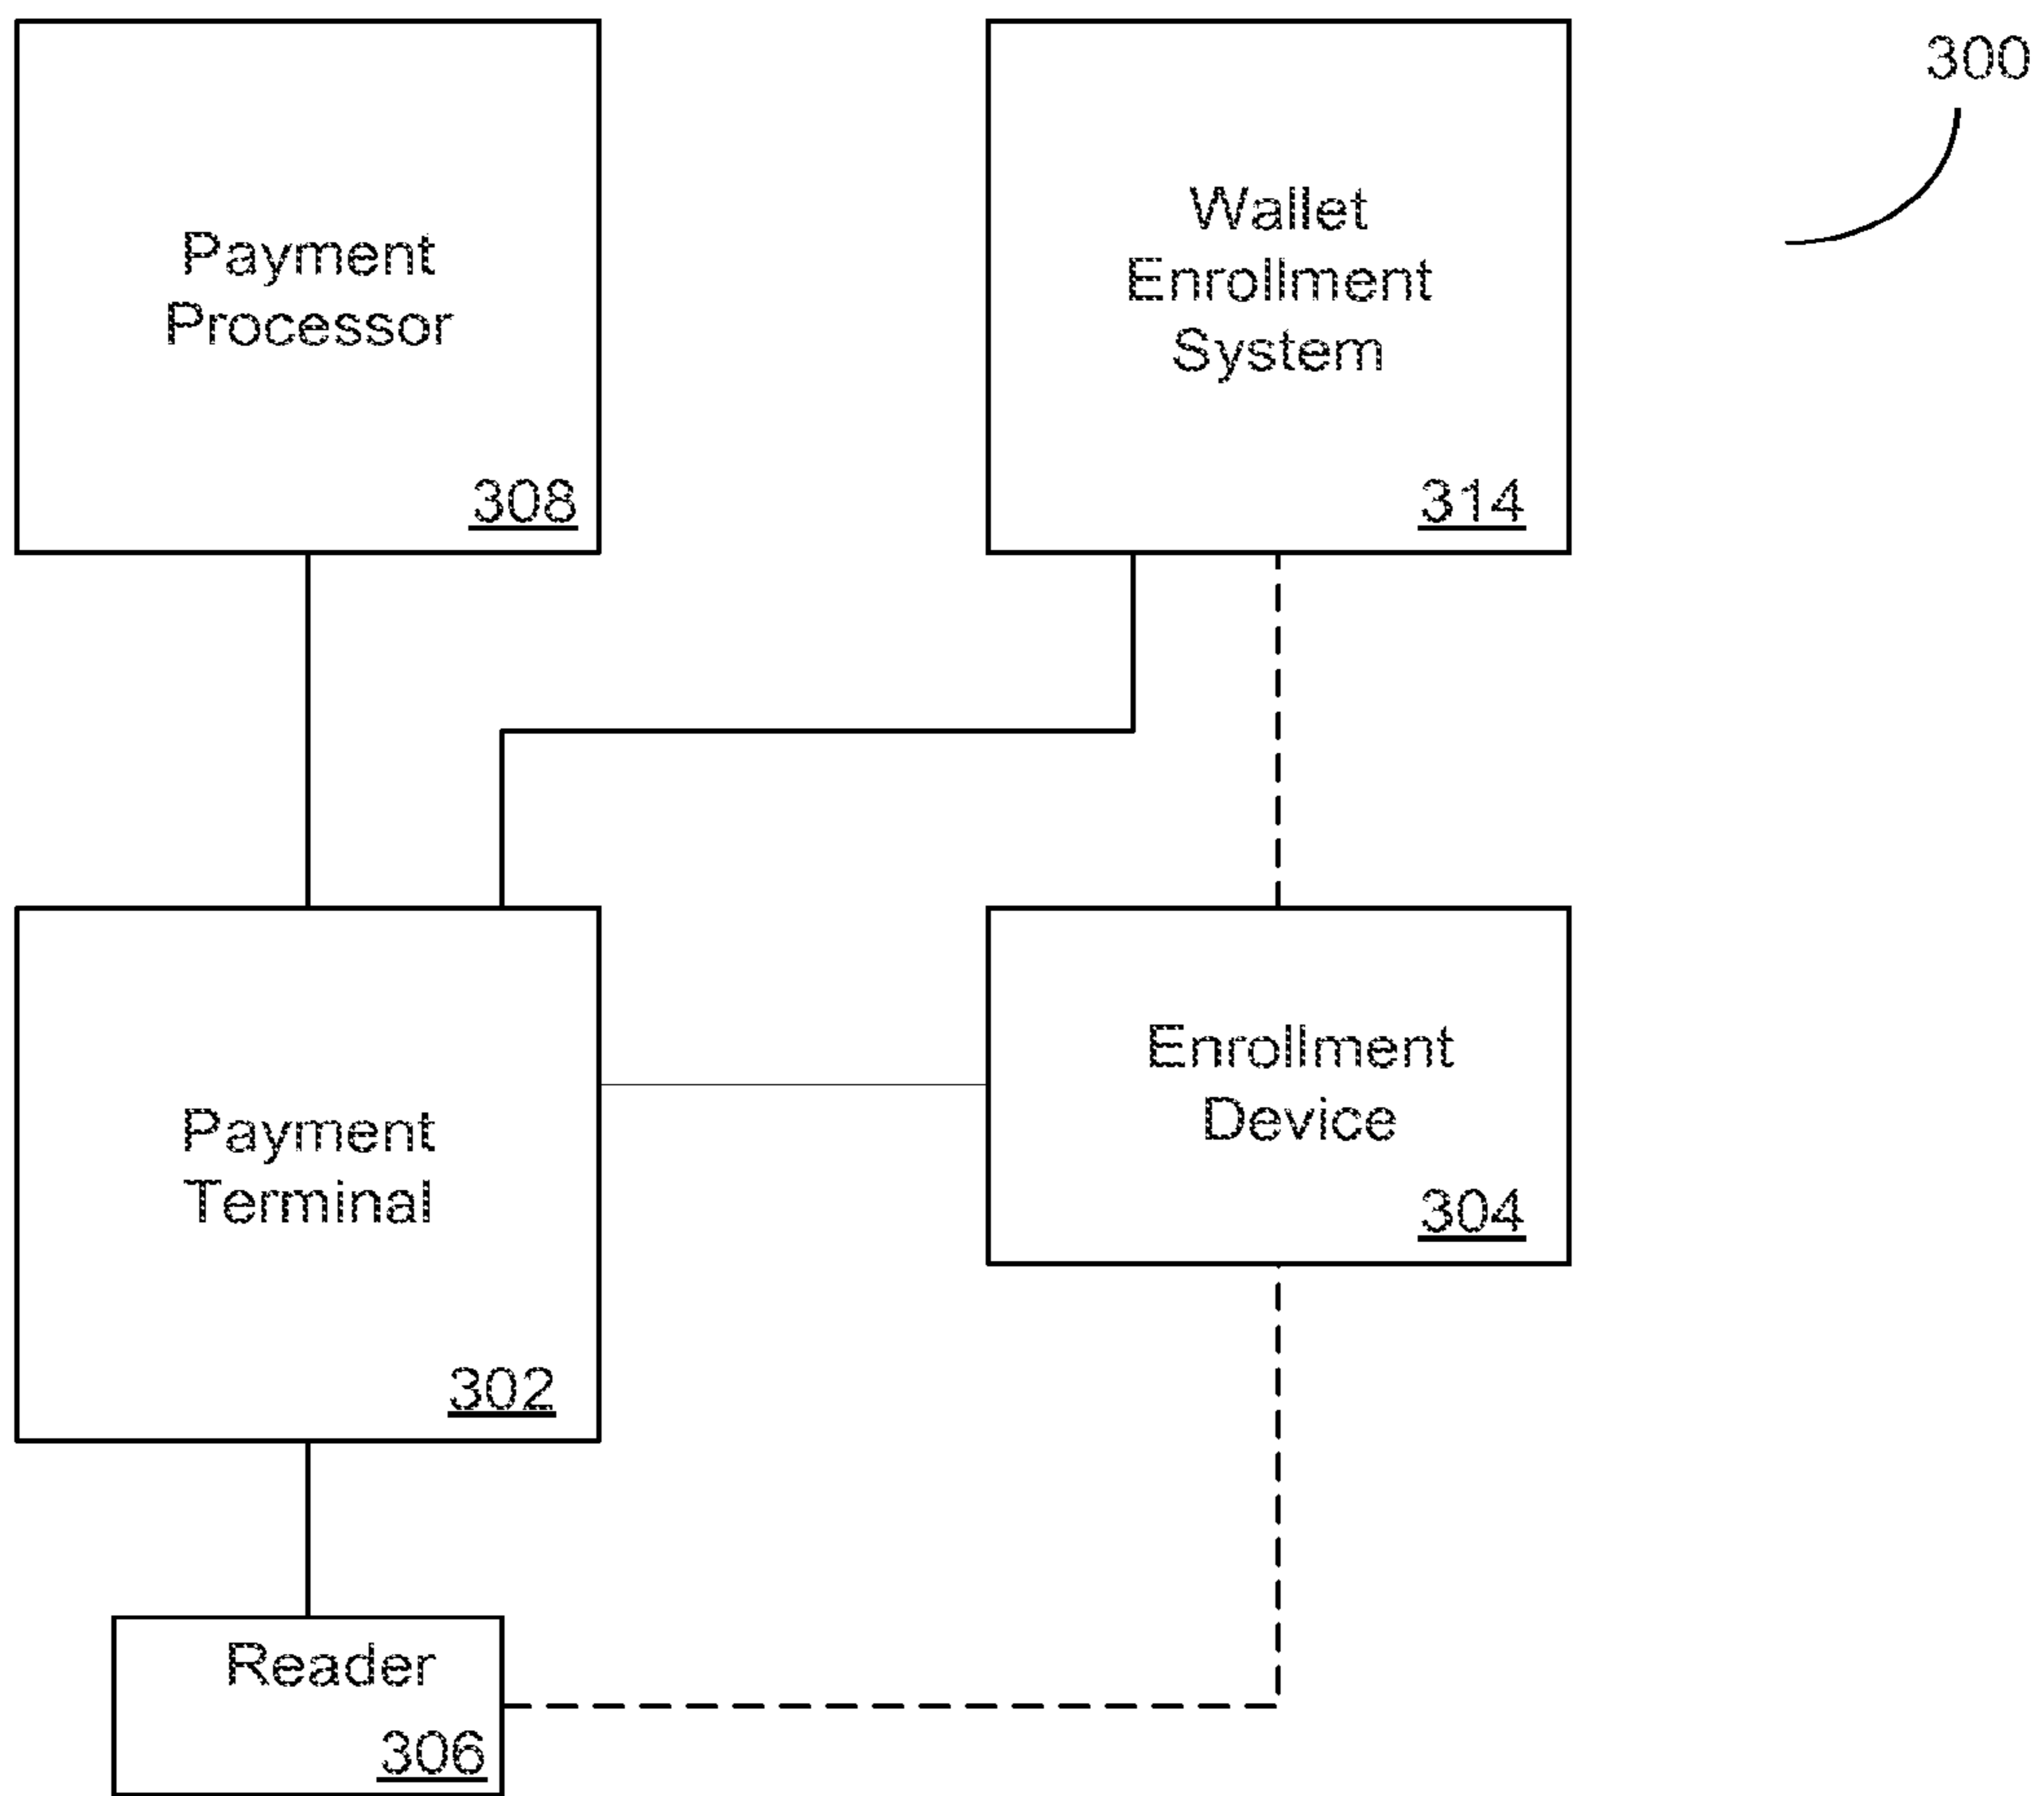 300
Payment
Processor
308
Wallet
Enrollment
System
314
Payment
Terminal
302
Enrollment
Device
304
Reader
306